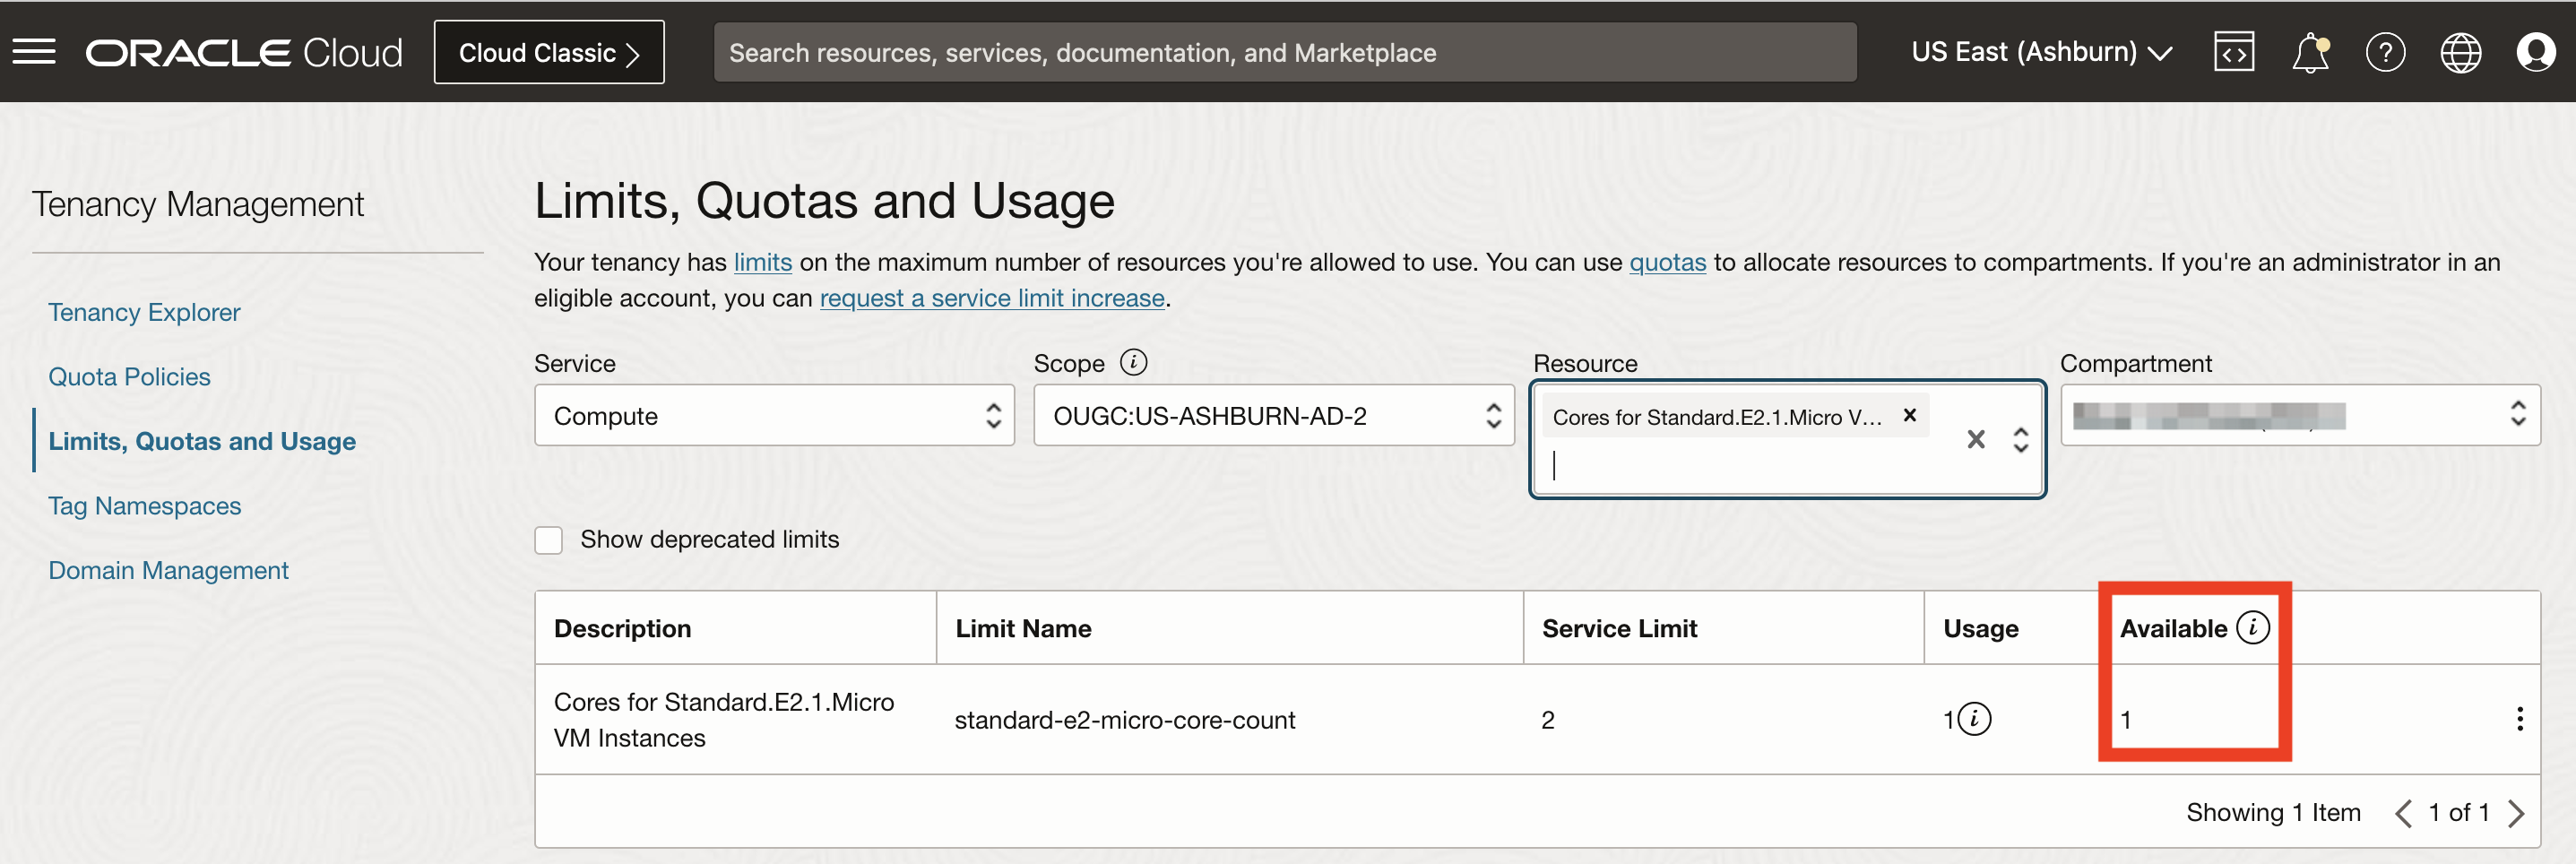 ORACLE Cloud
Cloud Classic
Search resources, services, documentation, and Marketplace
US East (Ashburn)
Tenancy Management
Tenancy Explorer
Quota Policies
Limits, Quotas and Usage
Tag Namespaces
Domain Management
Limits, Quotas and Usage
Your tenancy has limits on the maximum number of resources you're allowed to use. You can use quotas to allocate resources to compartments. If you're an administrator in an
eligible account, you can request a service limit increase.
Service
Compute
Scope
OUGC:US-ASHBURN-AD-2
Resource
Cores for Standard.E2.1.Micro V...
Compartment
Show deprecated limits
Description Limit Name Service Limit Usage Available
Cores for Standard.E2.1.Micro
VM Instances
standard-e2-micro-core-count 2 1 1
Showing 1 Item 1 of 1